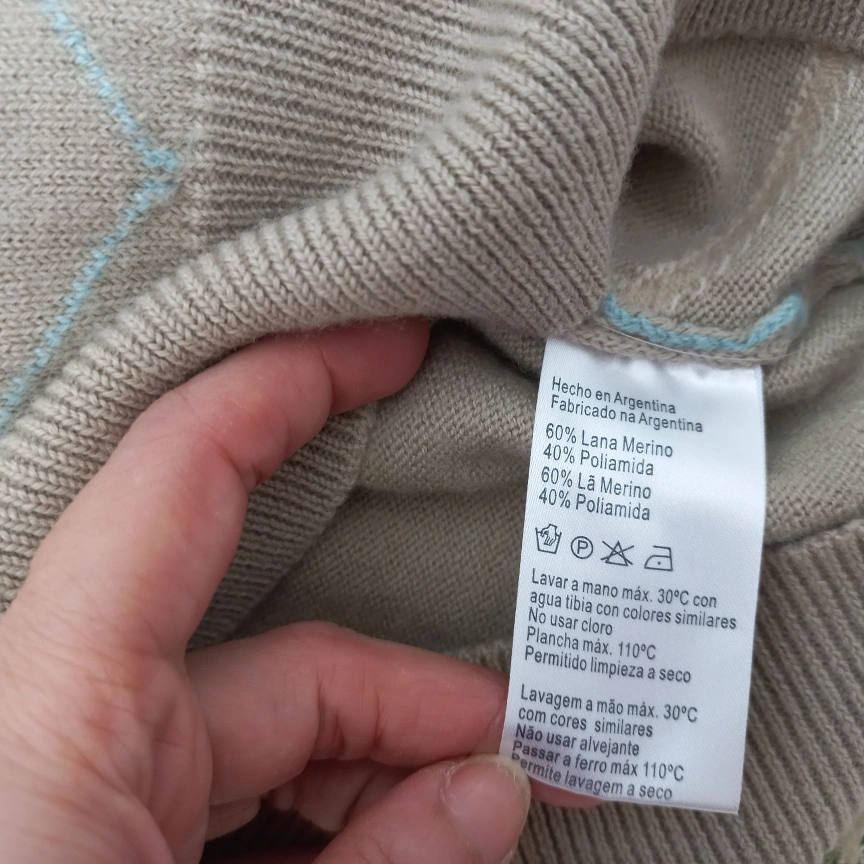 Hecho en Argentina
Fabricado na Argentina
60% Lana Merino
40% Poliamida
60% Lã Merino
40% Poliamida
P
Lavar a mano máx. 30ºC con
agua tibia con colores similares
No usar cloro
Plancha máx. 110ºC
Permitido limpieza a seco
Lavagem a mão máx. 30ºC
com cores similares
Não usar alvejante
Passar a ferro máx 110ºC
Permite lavagem a seco